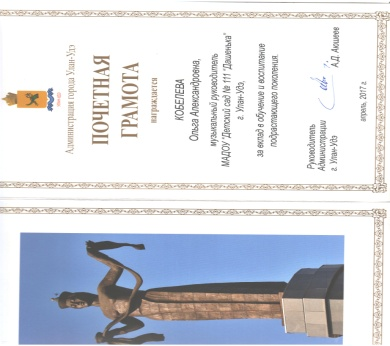 Администрация города Улан-Удэ
ПОЧЕТНАЯ
ГРАМОТА
награждается
КОБЕЛЕВА
Ольга Александровна,
музыкальный руководитель
МАДОУ "Детский сад № 111 "Дашенька"
г. Улан-Удэ,
за вклад в обучение и воспитание
подрастающего поколения.
Руководитель
Администрации
г. Улан-Удэ
А.Д. Аюшеев
апрель, 2017 г.